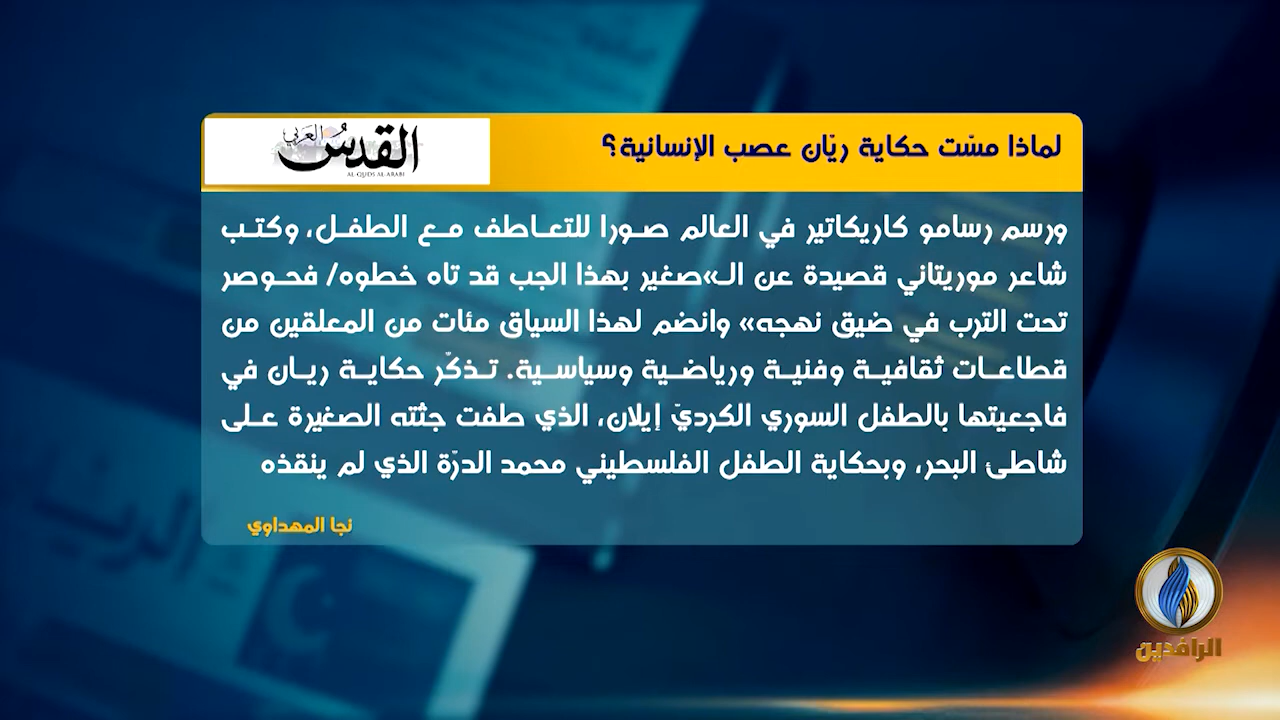 لماذا مسّت حكاية ريّان عصب الإنسانية؟
القدس العربي
AL-QUDS AL-ARABI
ورسم رسامو كاريكاتير في العالم صورا للتعاطف مع الطفل، وكتب
شاعر موريتاني قصيدة عن الـ»صغير بهذا الجب قد تاه خطوه/ فحوصر
تحت الترب في ضيق نهجه» وانضم لهذا السياق مئات من المعلقين من
قطاعات ثقافية وفنية ورياضية وسياسية. تذكّر حكاية ريان في
فاجعيتها بالطفل السوري الكرديّ إيلان، الذي طفت جثته الصغيرة على
شاطئ البحر، وبحكاية الطفل الفلسطيني محمد الدرّة الذي لم ينقذه
نجا المهداوي
الرافدين